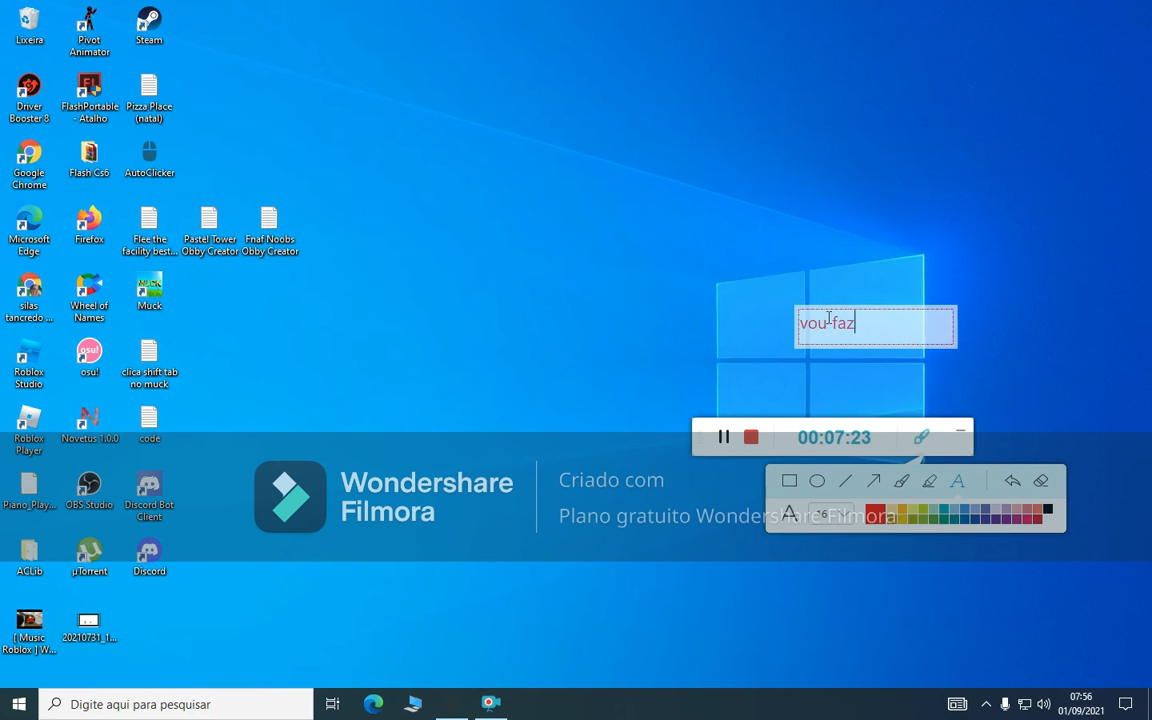 Lixeira
Pivot
Animator
Steam
Driver
Booster 8
FlashPortable
- Atalho
Pizza Place
(natal)
Google
Chrome
Flash Cs6
AutoClicker
Microsoft
Edge
Firefox
Flee the
facility best...
Pastel Tower
Obby Creator
Fnaf Noobs
Obby Creator
silas
tancredo ...
Wheel of
Names
MUCK
Muck
vou faz
Roblox
Studio
osu!
osu!
clica shift tab
no muck
Roblox
Player
Novetus 1.0.0
code
00:07:23
Piano_Play...
OBS Studio
Discord Bot
Client
Wondershare
Filmora
Criado com
Plano gratuito Wondershare Filmora
A
A
ACLib
µTorrent
Discord
[ Music
Roblox ] W...
20210731_1...
Digite aqui para pesquisar
07:56
01/09/2021